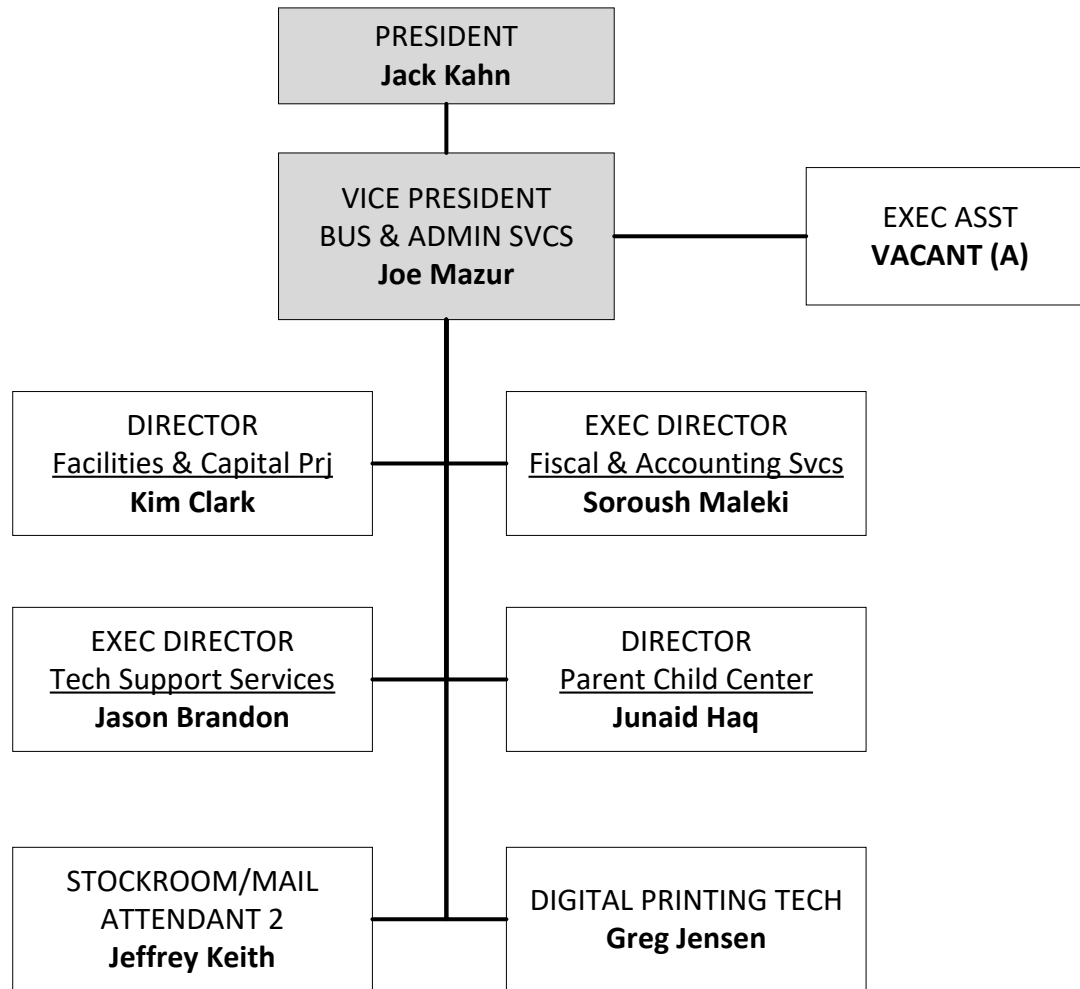 PRESIDENT
Jack Kahn
VICE PRESIDENT
BUS & ADMIN SVCS
Joe Mazur
EXEC ASST
VACANT (A)
DIRECTOR
Facilities & Capital Prj
Kim Clark
EXEC DIRECTOR
Fiscal & Accounting Svcs
Soroush Maleki
EXEC DIRECTOR
Tech Support Services
Jason Brandon
DIRECTOR
Parent Child Center
Junaid Haq
STOCKROOM/MAIL
ATTENDANT 2
Jeffrey Keith
DIGITAL PRINTING TECH
Greg Jensen